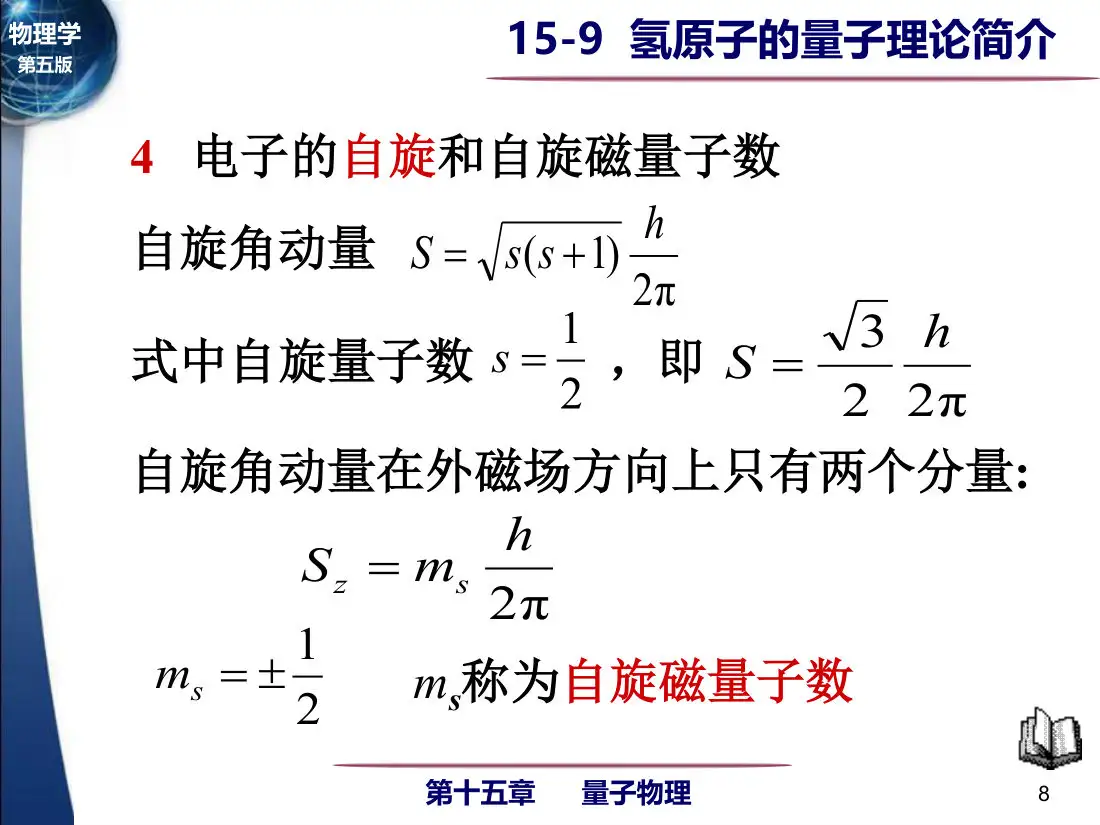 物理学
第五版
15-9 氢原子的量子理论简介
4 电子的自旋和自旋磁量子数
自旋角动量 S = √(s(s+1)) h/2π
式中自旋量子数 s = 1/2 ，即 S = √3/2 h/2π
自旋角动量在外磁场方向上只有两个分量:
S_z = m_s h/2π
m_s = ± 1/2 m_s称为自旋磁量子数
第十五章 量子物理
8